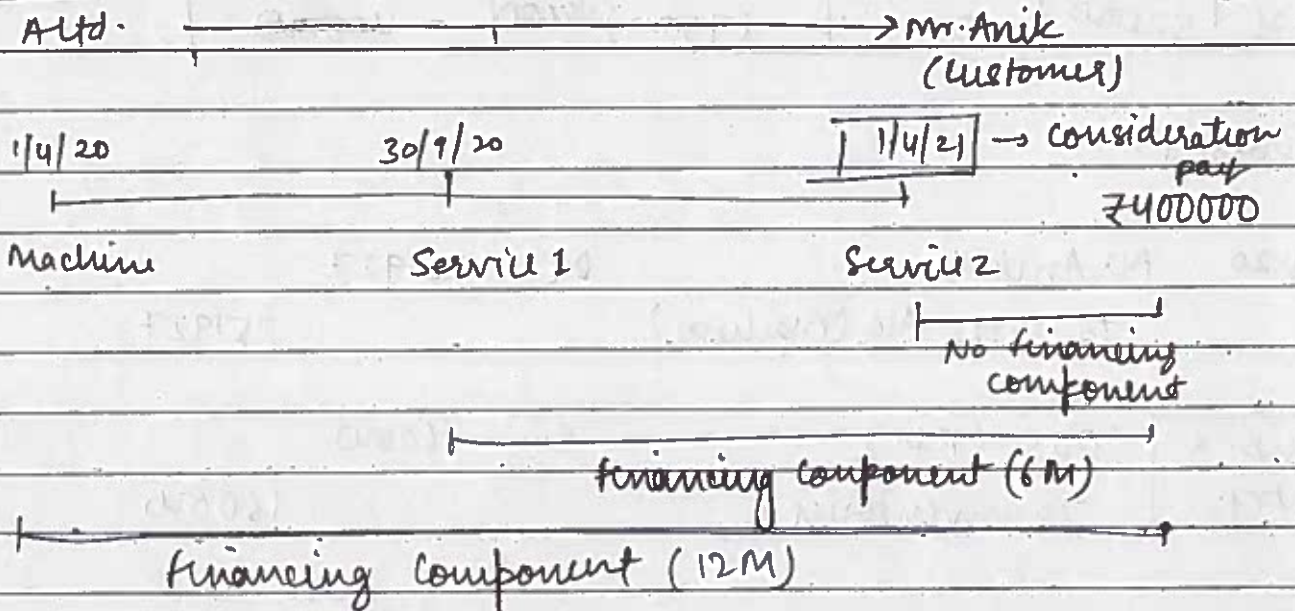 A Ltd. → Mr. Anik
(Customer)
1/4/20 30/9/20 1/4/21 → consideration
pay
₹400000
Machine Service 1 Service 2
No financing
component
financing component (6M)
financing component (12M)